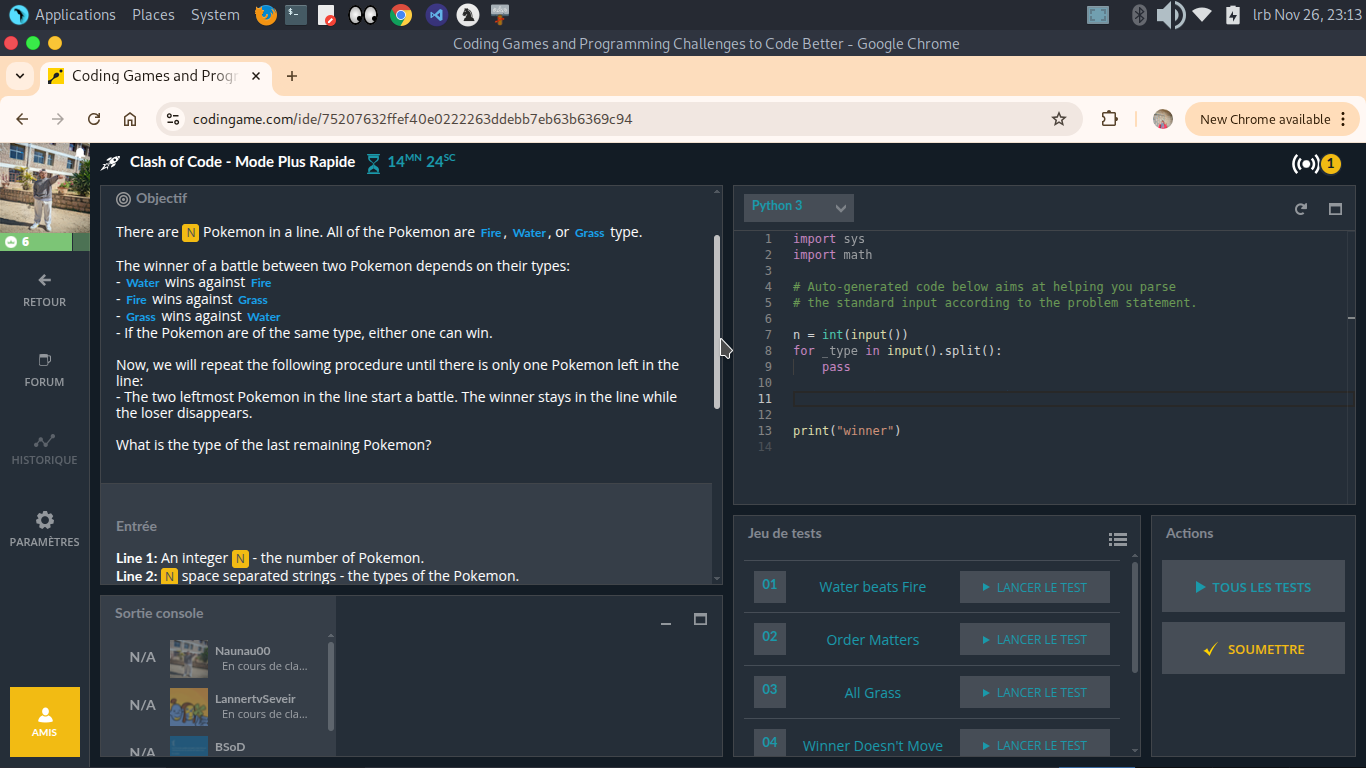 Applications Places System lrb Nov 26, 23:13
Coding Games and Programming Challenges to Code Better - Google Chrome
Coding Games and Progr
codingame.com/ide/75207632ffef40e0222263ddebb7eb63b6369c94
New Chrome available
Clash of Code - Mode Plus Rapide 14MN 24SC
1
6
RETOUR
FORUM
HISTORIQUE
PARAMÈTRES
AMIS
Objectif
There are N Pokemon in a line. All of the Pokemon are Fire, Water, or Grass type.
The winner of a battle between two Pokemon depends on their types:
- Water wins against Fire
- Fire wins against Grass
- Grass wins against Water
- If the Pokemon are of the same type, either one can win.
Now, we will repeat the following procedure until there is only one Pokemon left in the
line:
- The two leftmost Pokemon in the line start a battle. The winner stays in the line while
the loser disappears.
What is the type of the last remaining Pokemon?
Entrée
Line 1: An integer N - the number of Pokemon.
Line 2: N space separated strings - the types of the Pokemon.
Sortie console
N/A Naunau00
En cours de cla...
N/A LannertvSeveir
En cours de cla...
N/A BSoD
Python 3
1 import sys
2 import math
3
4 # Auto-generated code below aims at helping you parse
5 # the standard input according to the problem statement.
6
7 n = int(input())
8 for _type in input().split():
9 pass
10
11
12
13 print("winner")
14
Jeu de tests
01 Water beats Fire LANCER LE TEST
02 Order Matters LANCER LE TEST
03 All Grass LANCER LE TEST
04 Winner Doesn't Move LANCER LE TEST
Actions
TOUS LES TESTS
SOUMETTRE